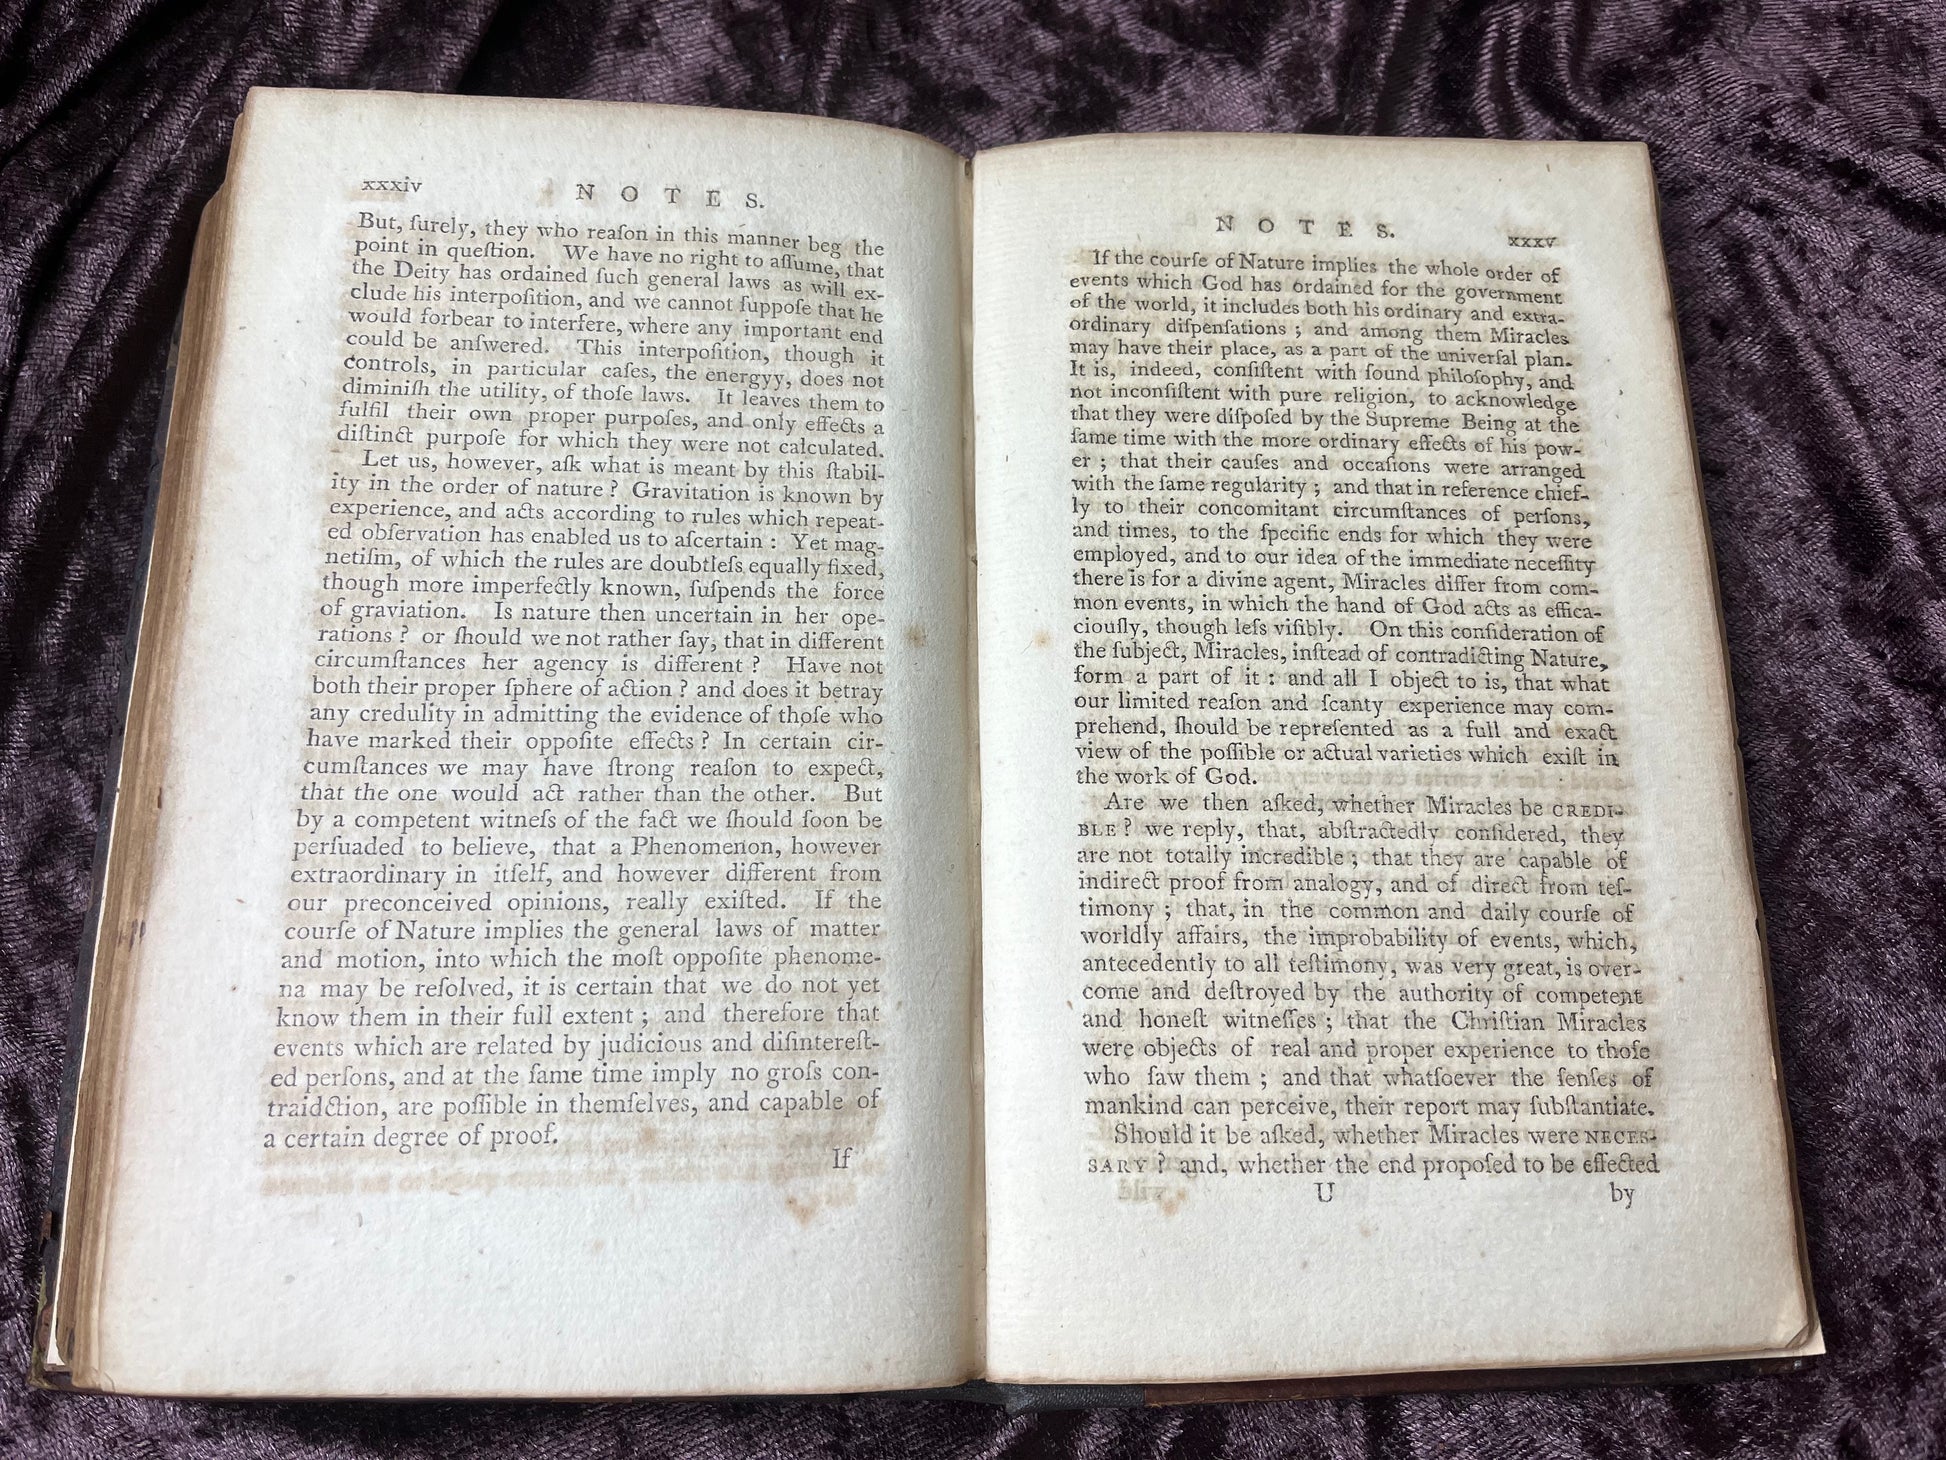 xxxiv N O T E S.
But, ſurely, they who reaſon in this manner beg the
point in queſtion. We have no right to aſſume, that
the Deity has ordained ſuch general laws as will ex-
clude his interpoſition, and we cannot ſuppoſe that he
would forbear to interfere, where any important end
could be anſwered. This interpoſition, though it
controls, in particular caſes, the energyy, does not
diminiſh the utility, of thoſe laws. It leaves them to
fulfil their own proper purpoſes, and only effects a
diſtinct purpoſe for which they were not calculated.
Let us, however, aſk what is meant by this ſtabil-
ity in the order of nature? Gravitation is known by
experience, and acts according to rules which repeat-
ed obſervation has enabled us to aſcertain: Yet mag-
netiſm, of which the rules are doubtleſs equally fixed,
though more imperfectly known, ſuſpends the force
of graviation. Is nature then uncertain in her ope-
rations? or ſhould we not rather ſay, that in different
circumſtances her agency is different? Have not
both their proper ſphere of action? and does it betray
any credulity in admitting the evidence of thoſe who
have marked their oppoſite effects? In certain cir-
cumſtances we may have ſtrong reaſon to expect,
that the one would act rather than the other. But
by a competent witneſs of the fact we ſhould ſoon be
perſuaded to believe, that a Phenomenon, however
extraordinary in itſelf, and however different from
our preconceived opinions, really exiſted. If the
courſe of Nature implies the general laws of matter
and motion, into which the moſt oppoſite phenome-
na may be reſolved, it is certain that we do not yet
know them in their full extent; and therefore that
events which are related by judicious and diſintereſt-
ed perſons, and at the ſame time imply no groſs con-
traidction, are poſſible in themſelves, and capable of
a certain degree of proof.
If
N O T E S. xxxv
If the courſe of Nature implies the whole order of
events which God has ordained for the government
of the world, it includes both his ordinary and extra-
ordinary diſpenſations; and among them Miracles
may have their place, as a part of the univerſal plan.
It is, indeed, conſiſtent with ſound philoſophy, and
not inconſiſtent with pure religion, to acknowledge
that they were diſpoſed by the Supreme Being at the
ſame time with the more ordinary effects of his pow-
er; that their cauſes and occaſions were arranged
with the ſame regularity; and that in reference chief-
ly to their concomitant circumſtances of perſons,
and times, to the ſpecific ends for which they were
employed, and to our idea of the immediate neceſſity
there is for a divine agent, Miracles differ from com-
mon events, in which the hand of God acts as effica-
ciouſly, though leſs viſibly. On this conſideration of
the ſubject, Miracles, inſtead of contradicting Nature,
form a part of it: and all I object to is, that what
our limited reaſon and ſcanty experience may com-
prehend, ſhould be repreſented as a full and exact
view of the poſſible or actual varieties which exiſt in
the work of God.
Are we then aſked, whether Miracles be CREDI-
BLE? we reply, that, abſtractedly conſidered, they
are not totally incredible; that they are capable of
indirect proof from analogy, and of direct from teſ-
timony; that, in the common and daily courſe of
worldly affairs, the improbability of events, which,
antecedently to all teſtimony, was very great, is over-
come and deſtroyed by the authority of competent
and honeſt witneſſes; that the Chriſtian Miracles
were objects of real and proper experience to thoſe
who ſaw them; and that whatſoever the ſenſes of
mankind can perceive, their report may ſubſtantiate.
Should it be aſked, whether Miracles were NECES-
SARY? and, whether the end propoſed to be effected
U by